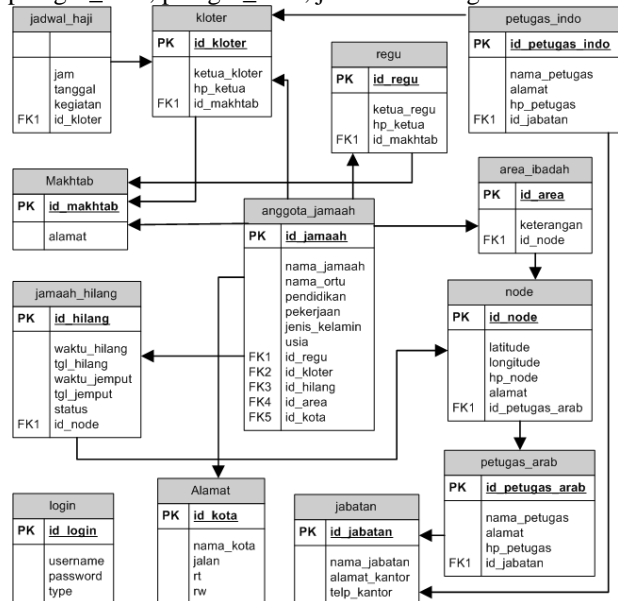 jadwal_haji
jam
tanggal
kegiatan
FK1 id_kloter
kloter
PK id_kloter
ketua_kloter
hp_ketua
FK1 id_makhtab
regu
PK id_regu
ketua_regu
hp_ketua
FK1 id_makhtab
petugas_indo
PK id_petugas_indo
nama_petugas
alamat
hp_petugas
FK1 id_jabatan
Makhtab
PK id_makhtab
alamat
anggota_jamaah
PK id_jamaah
nama_jamaah
nama_ortu
pendidikan
pekerjaan
jenis_kelamin
usia
FK1 id_regu
FK2 id_kloter
FK3 id_hilang
FK4 id_area
FK5 id_kota
area_ibadah
PK id_area
keterangan
FK1 id_node
jamaah_hilang
PK id_hilang
waktu_hilang
tgl_hilang
waktu_jemput
tgl_jemput
status
FK1 id_node
node
PK id_node
latitude
longitude
hp_node
alamat
FK1 id_petugas_arab
petugas_arab
PK id_petugas_arab
nama_petugas
alamat
hp_petugas
FK1 id_jabatan
login
PK id_login
username
password
type
Alamat
PK id_kota
nama_kota
jalan
rt
rw
jabatan
PK id_jabatan
nama_jabatan
alamat_kantor
telp_kantor